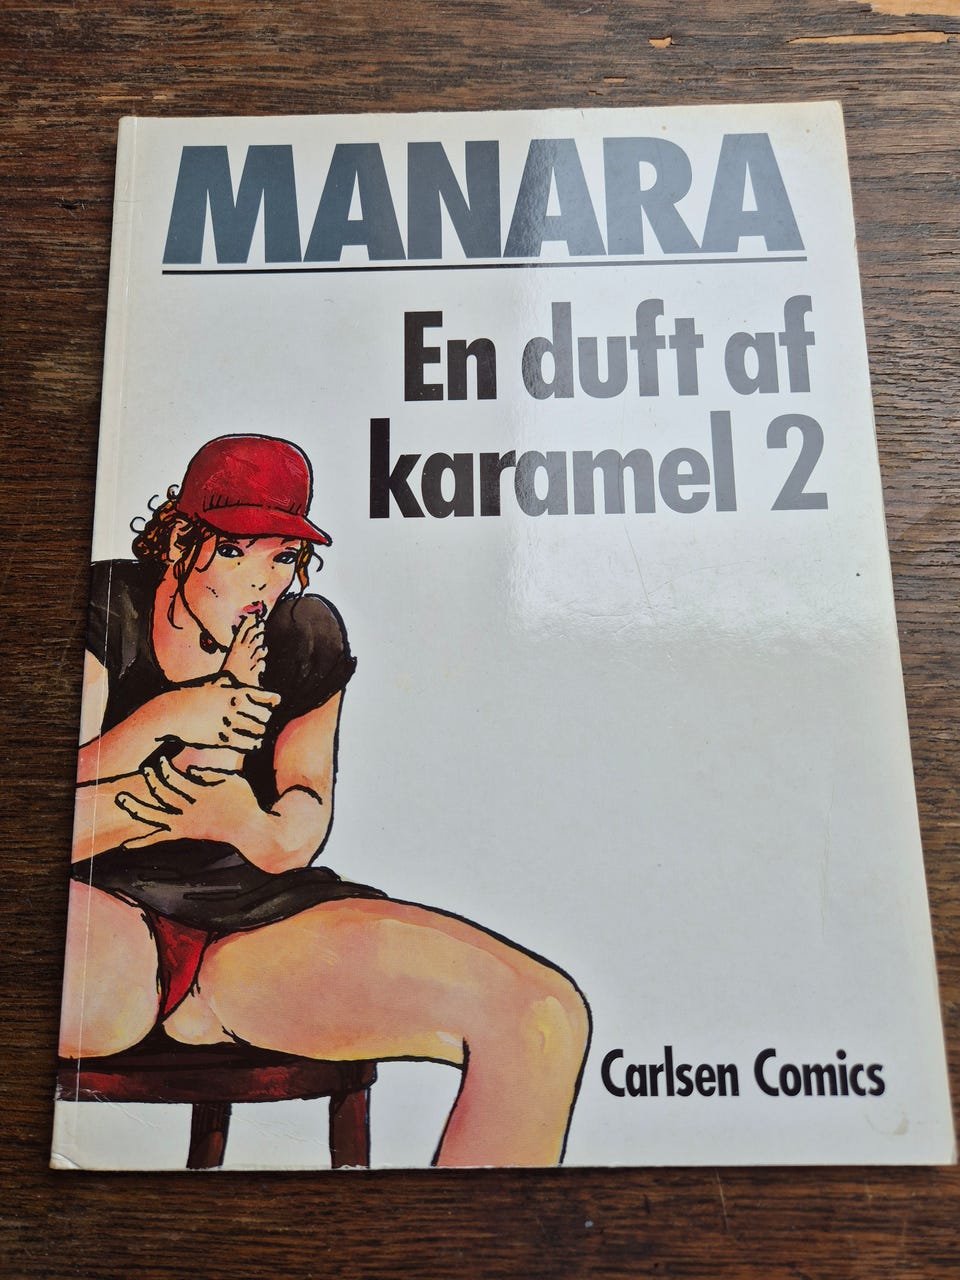 MANARA
En duft af
karamel 2
Carlsen Comics